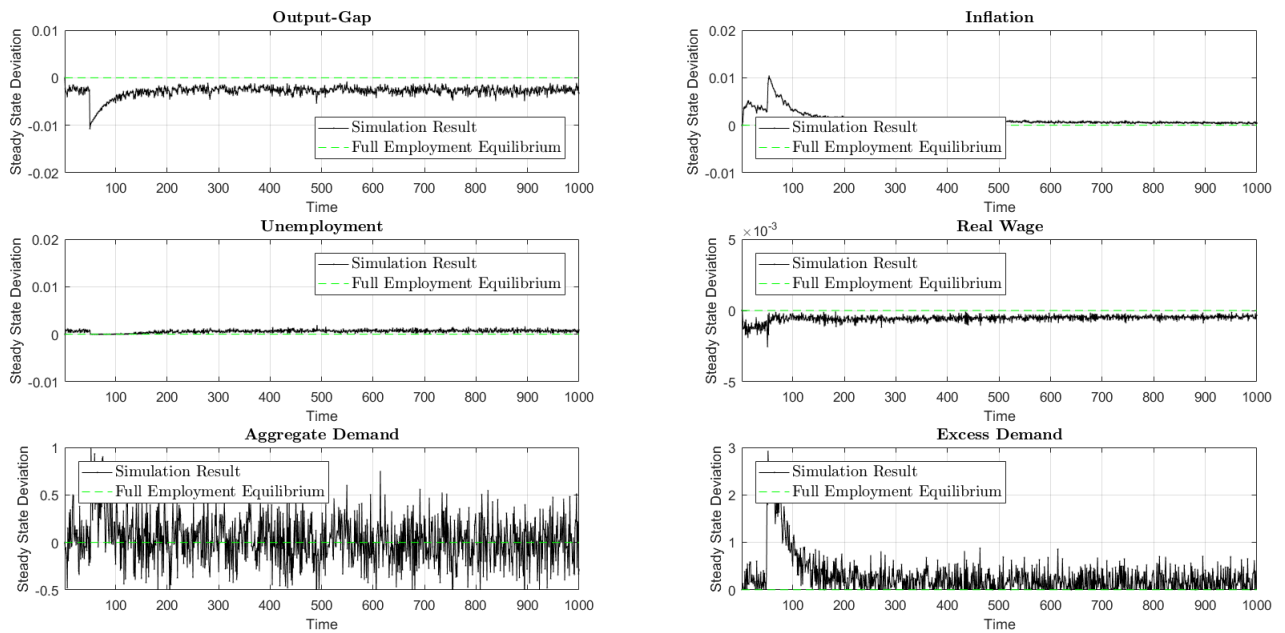 Output-Gap
Steady State Deviation
0.01
0
-0.01
-0.02
Simulation Result
Full Employment Equilibrium
100 200 300 400 500 600 700 800 900 1000
Time
Inflation
Steady State Deviation
0.02
0.01
0
-0.01
Simulation Result
Full Employment Equilibrium
100 200 300 400 500 600 700 800 900 1000
Time
Unemployment
Steady State Deviation
0.02
0.01
0
-0.01
Simulation Result
Full Employment Equilibrium
100 200 300 400 500 600 700 800 900 1000
Time
Real Wage
×10⁻³
Steady State Deviation
5
0
-5
Simulation Result
Full Employment Equilibrium
100 200 300 400 500 600 700 800 900 1000
Time
Aggregate Demand
Steady State Deviation
1
0.5
0
-0.5
Simulation Result
Full Employment Equilibrium
100 200 300 400 500 600 700 800 900 1000
Time
Excess Demand
Steady State Deviation
3
2
1
0
Simulation Result
Full Employment Equilibrium
100 200 300 400 500 600 700 800 900 1000
Time